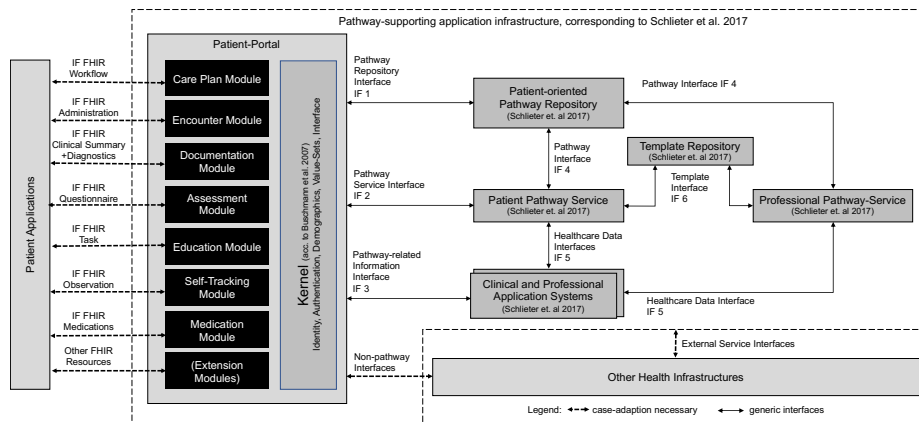 Pathway-supporting application infrastructure, corresponding to Schlieter et al. 2017
Patient Applications
IF FHIR
Workflow
IF FHIR
Administration
IF FHIR
Clinical Summary
+Diagnostics
IF FHIR
Questionnaire
IF FHIR
Task
IF FHIR
Observation
IF FHIR
Medications
Other FHIR
Resources
Patient-Portal
Care Plan Module
Encounter Module
Documentation
Module
Assessment
Module
Education Module
Self-Tracking
Module
Medication
Module
(Extension
Modules)
Kernel (acc. to Buschmann et al. 2007)
Identity, Authentication, Demographics, Value-Sets, Interface
Pathway
Repository
Interface
IF 1
Pathway
Service Interface
IF 2
Pathway-related
Information
Interface
IF 3
Non-pathway
Interfaces
Patient-oriented
Pathway Repository
(Schlieter et. al 2017)
Pathway Interface IF 4
Pathway
Interface
IF 4
Template Repository
(Schlieter et. al 2017)
Template
Interface
IF 6
Patient Pathway Service
(Schlieter et. al 2017)
Professional Pathway-Service
(Schlieter et. al 2017)
Healthcare Data
Interfaces
IF 5
Clinical and Professional
Application Systems
(Schlieter et. al 2017)
Healthcare Data Interface
IF 5
External Service Interfaces
Other Health Infrastructures
Legend: case-adaption necessary generic interfaces